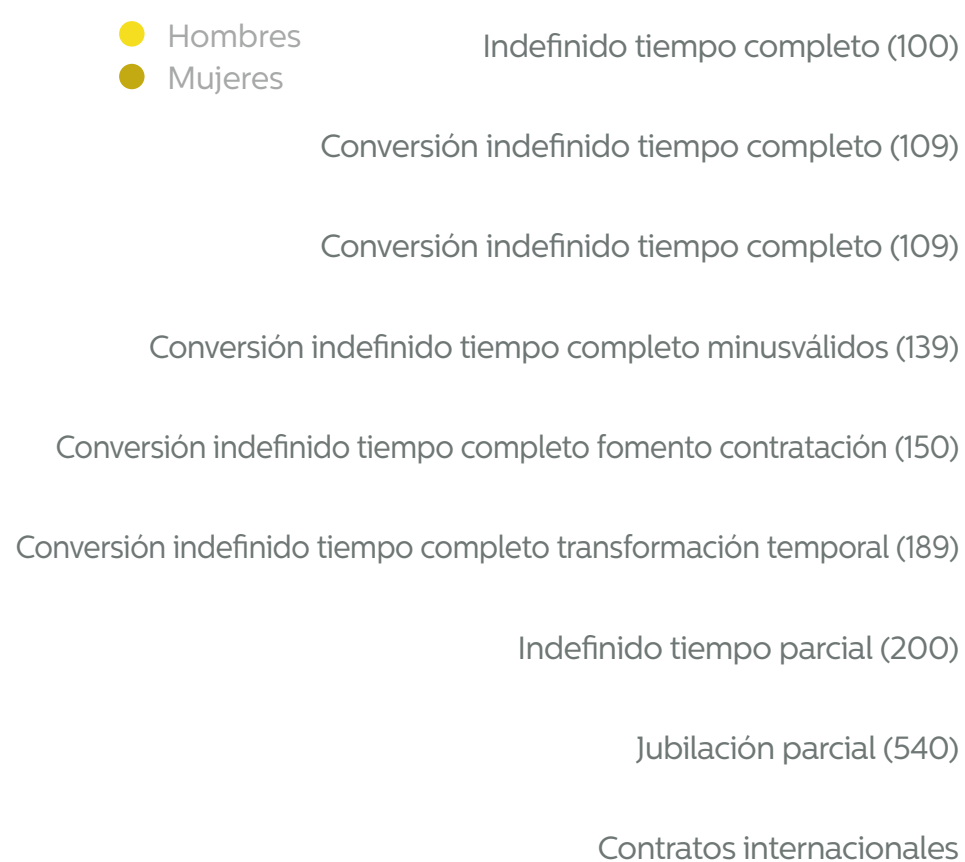 Hombres
Mujeres
Indefinido tiempo completo (100)
Conversión indefinido tiempo completo (109)
Conversión indefinido tiempo completo (109)
Conversión indefinido tiempo completo minusválidos (139)
Conversión indefinido tiempo completo fomento contratación (150)
Conversión indefinido tiempo completo transformación temporal (189)
Indefinido tiempo parcial (200)
Jubilación parcial (540)
Contratos internacionales